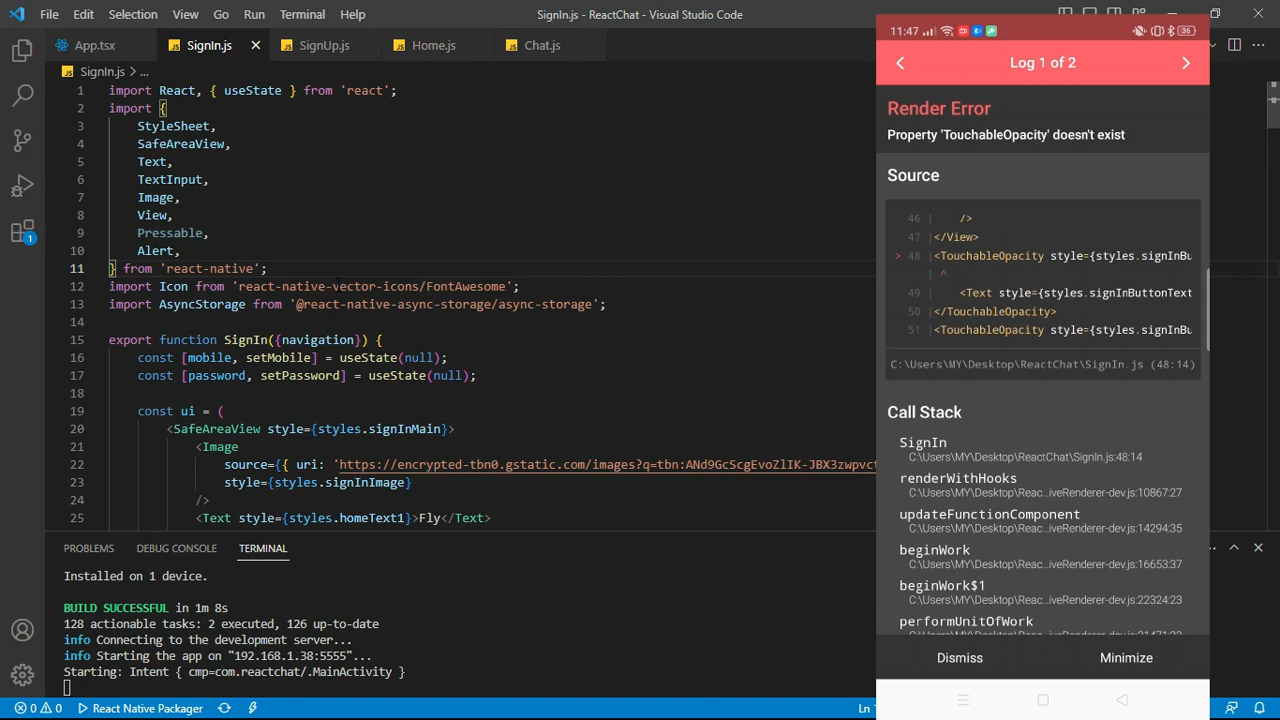 File Edit Selection View Go Run Terminal Help
SignIn.js - ReactChat - Visual Studio Code
App.tsx
SignIn.js
SignUp.js
Home.js
Chat.js
SignIn.js > ...
1 import React, { useState } from 'react';
2 import {
3 StyleSheet,
4 SafeAreaView,
5 Text,
6 TextInput,
7 Image,
8 View,
9 Pressable,
10 Alert,
11 } from 'react-native';
12 import Icon from 'react-native-vector-icons/FontAwesome';
13 import AsyncStorage from '@react-native-async-storage/async-storage';
14
15 export function SignIn({navigation}) {
16 const [mobile, setMobile] = useState(null);
17 const [password, setPassword] = useState(null);
18
19 const ui = (
20 <SafeAreaView style={styles.signInMain}>
21 <Image
22 source={{ uri: 'https://encrypted-tbn0.gstatic.com/images?q=tbn:ANd9GcScgEvoZlIK-JBX3zwpvct
23 style={styles.signInImage}
24 />
25 <Text style={styles.homeText1}>Fly</Text>
1
PROBLEMS DEBUG CONSOLE TERMINAL
Installed on 1 device.
BUILD SUCCESSFUL in 1m 8s
128 actionable tasks: 2 executed, 126 up-to-date
info Connecting to the development server...
info Starting the app on "192.168.1.38:5555"...
Starting: Intent { cmp=com.reactchat/.MainActivity }
0 0 React Native Packager
11:47
36
Log 1 of 2
Render Error
Property 'TouchableOpacity' doesn't exist
Source
46 | />
47 | </View>
> 48 | <TouchableOpacity style={styles.signInBu
| ^
49 | <Text style={styles.signInButtonText
50 | </TouchableOpacity>
51 | <TouchableOpacity style={styles.signInBu
C:\Users\MY\Desktop\ReactChat\SignIn.js (48:14)
Call Stack
SignIn
C:\Users\MY\Desktop\ReactChat\SignIn.js:48:14
renderWithHooks
C:\Users\MY\Desktop\Reac...iveRenderer-dev.js:10867:27
updateFunctionComponent
C:\Users\MY\Desktop\Reac...iveRenderer-dev.js:14294:35
beginWork
C:\Users\MY\Desktop\Reac...iveRenderer-dev.js:16653:37
beginWork$1
C:\Users\MY\Desktop\Reac...iveRenderer-dev.js:22324:23
performUnitOfWork
Dismiss Minimize